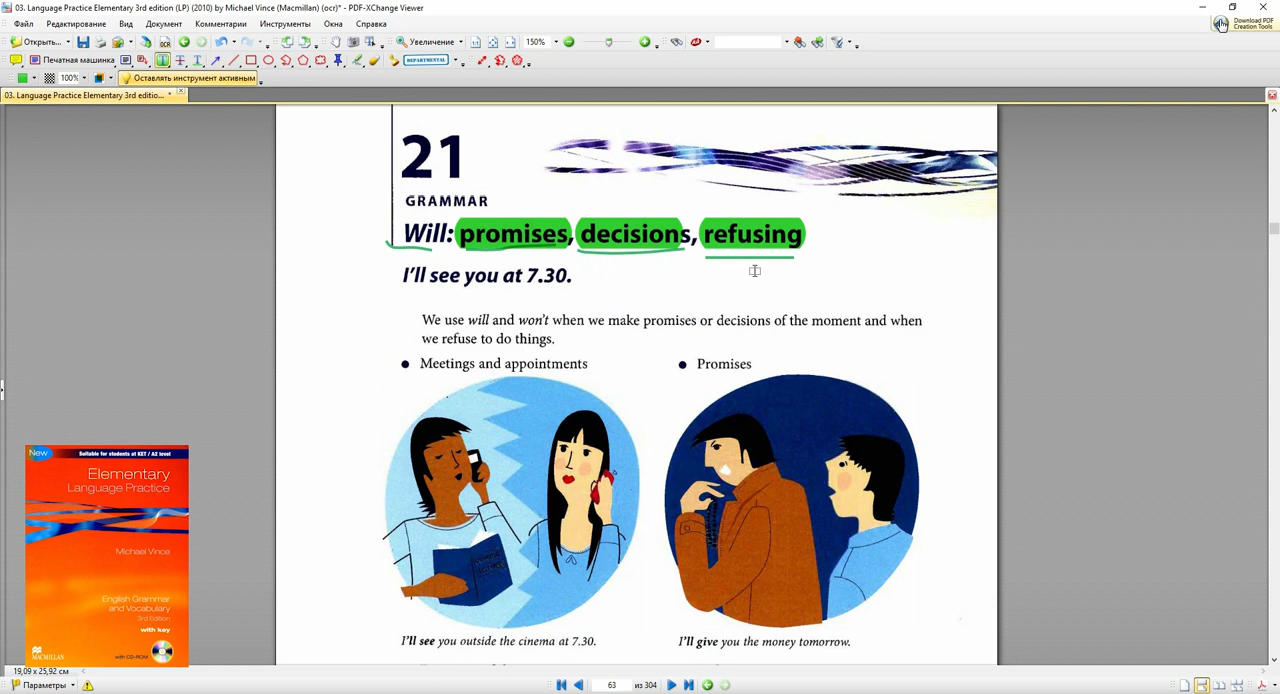 03. Language Practice Elementary 3rd edition (LP) (2010) by Michael Vince (Macmillan) (ocr)* - PDF-XChange Viewer
Файл Редактирование Вид Документ Комментарии Инструменты Окна Справка
Download PDF Creation Tools
Открыть... OCR Увеличение 150%
Печатная машинка DEPARTMENTAL
100% Оставлять инструмент активным
03. Language Practice Elementary 3rd editio... *
21
GRAMMAR
Will: promises, decisions, refusing
I'll see you at 7.30.
We use will and won't when we make promises or decisions of the moment and when
we refuse to do things.
Meetings and appointments
Promises
I'll see you outside the cinema at 7.30.
I'll give you the money tomorrow.
New
Suitable for students at KET / A2 level
Elementary
Language Practice
Michael Vince
English Grammar
and Vocabulary
3rd Edition
with key
MACMILLAN
with CD-ROM
19,09 x 25,92 см
Параметры 63 из 304